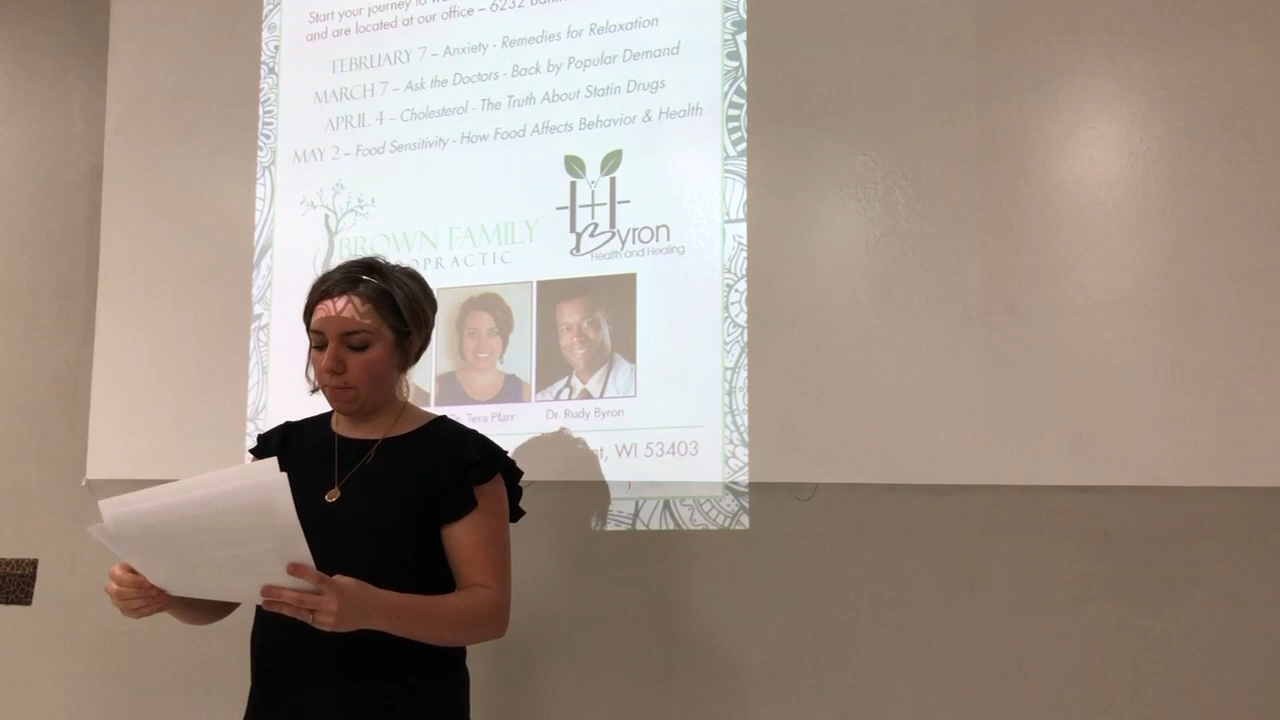 Start your journey to
and are located at our office – 6232
FEBRUARY 7 – Anxiety - Remedies for Relaxation
MARCH 7 – Ask the Doctors - Back by Popular Demand
APRIL 4 – Cholesterol - The Truth About Statin Drugs
MAY 2 – Food Sensitivity - How Food Affects Behavior & Health
BROWN FAMILY
Byron
Health and Healing
Dr. Tera Pfarr
Dr. Rudy Byron
WI 53403